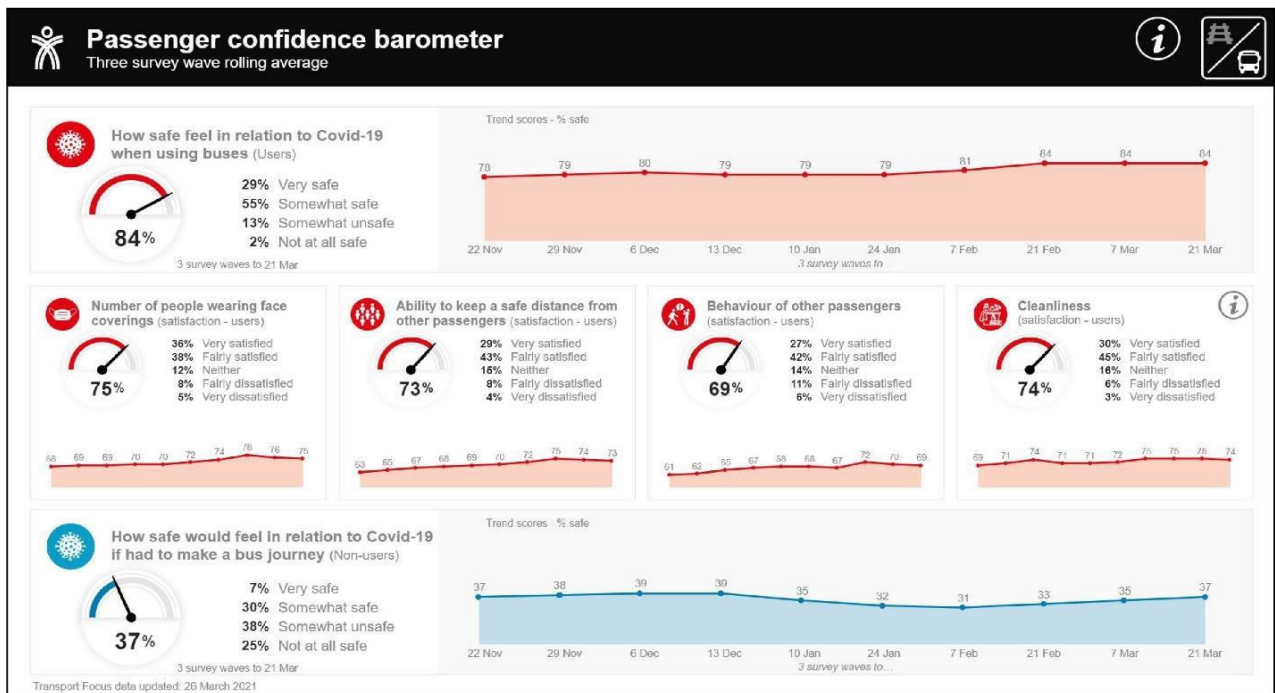 Passenger confidence barometer
Three survey wave rolling average
How safe feel in relation to Covid-19
when using buses (Users)
29% Very safe
55% Somewhat safe
13% Somewhat unsafe
2% Not at all safe
84%
3 survey waves to 21 Mar
Trend scores - % safe
78 79 80 79 79 79 81 84 84 84
22 Nov 29 Nov 6 Dec 13 Dec 10 Jan 24 Jan 7 Feb 21 Feb 7 Mar 21 Mar
3 survey waves to
Number of people wearing face
coverings (satisfaction - users)
36% Very satisfied
38% Fairly satisfied
12% Neither
8% Fairly dissatisfied
5% Very dissatisfied
75%
68 69 69 70 70 72 74 78 76 75
Ability to keep a safe distance from
other passengers (satisfaction - users)
29% Very satisfied
43% Fairly satisfied
15% Neither
8% Fairly dissatisfied
4% Very dissatisfied
73%
63 65 67 68 69 70 72 75 74 73
Behaviour of other passengers
(satisfaction - users)
27% Very satisfied
42% Fairly satisfied
14% Neither
11% Fairly dissatisfied
6% Very dissatisfied
69%
61 62 65 67 68 68 67 72 70 69
Cleanliness
(satisfaction - users)
30% Very satisfied
45% Fairly satisfied
16% Neither
6% Fairly dissatisfied
3% Very dissatisfied
74%
69 71 74 71 71 72 75 75 75 74
How safe would feel in relation to Covid-19
if had to make a bus journey (Non-users)
7% Very safe
30% Somewhat safe
38% Somewhat unsafe
25% Not at all safe
37%
3 survey waves to 21 Mar
Trend scores % safe
37 38 39 39 35 32 31 33 35 37
22 Nov 29 Nov 6 Dec 13 Dec 10 Jan 24 Jan 7 Feb 21 Feb 7 Mar 21 Mar
3 survey waves to...
Transport Focus data updated: 26 March 2021